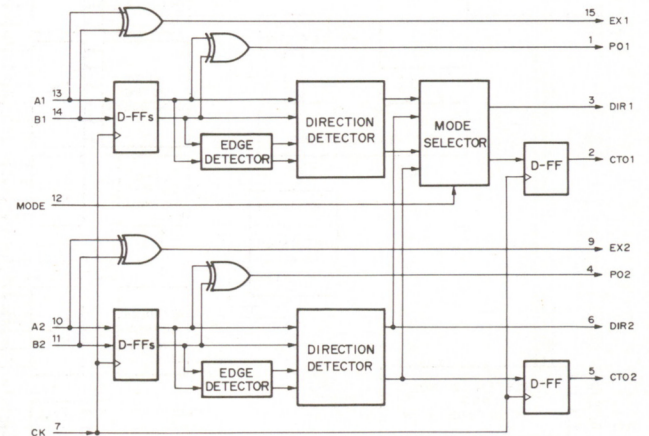 15 EX1
1 PO1
A1 13
B1 14
D-FFs
EDGE
DETECTOR
DIRECTION
DETECTOR
MODE
SELECTOR
3 DIR1
D-FF
2 CTO1
MODE 12
9 EX2
4 PO2
A2 10
B2 11
D-FFs
EDGE
DETECTOR
DIRECTION
DETECTOR
6 DIR2
D-FF
5 CTO2
CK 7